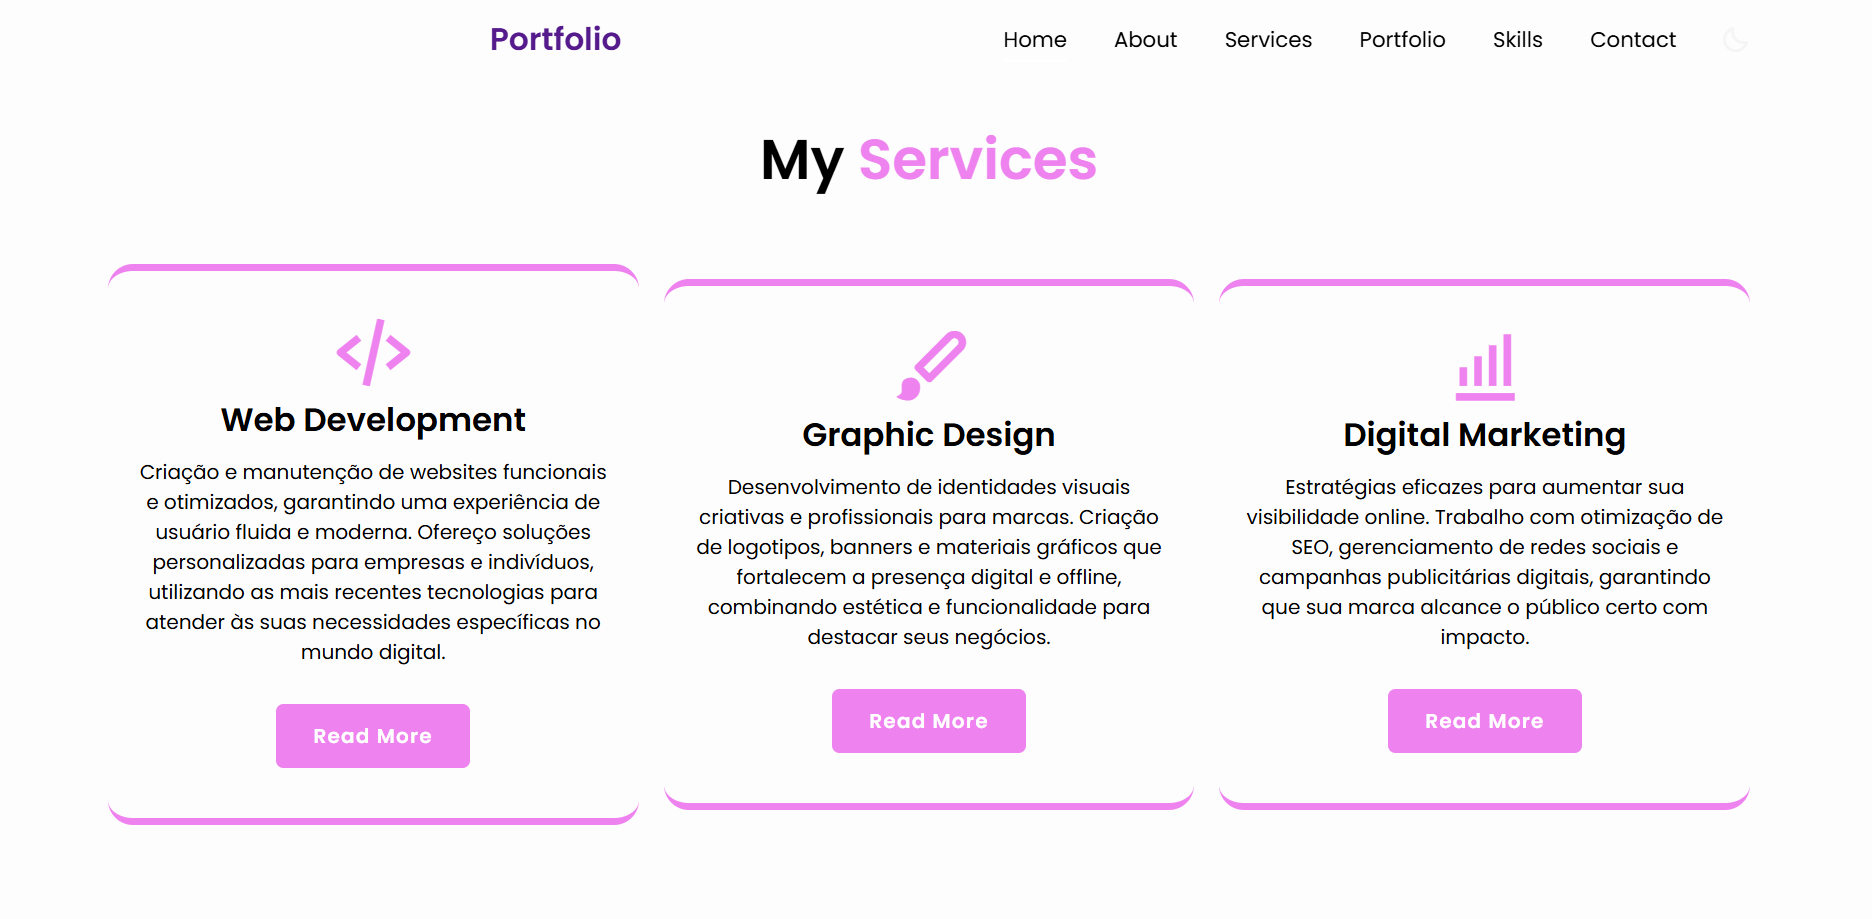 Portfolio
Home
About
Services
Portfolio
Skills
Contact
My Services
Web Development
Criação e manutenção de websites funcionais
e otimizados, garantindo uma experiência de
usuário fluida e moderna. Ofereço soluções
personalizadas para empresas e indivíduos,
utilizando as mais recentes tecnologias para
atender às suas necessidades específicas no
mundo digital.
Read More
Graphic Design
Desenvolvimento de identidades visuais
criativas e profissionais para marcas. Criação
de logotipos, banners e materiais gráficos que
fortalecem a presença digital e offline,
combinando estética e funcionalidade para
destacar seus negócios.
Read More
Digital Marketing
Estratégias eficazes para aumentar sua
visibilidade online. Trabalho com otimização de
SEO, gerenciamento de redes sociais e
campanhas publicitárias digitais, garantindo
que sua marca alcance o público certo com
impacto.
Read More